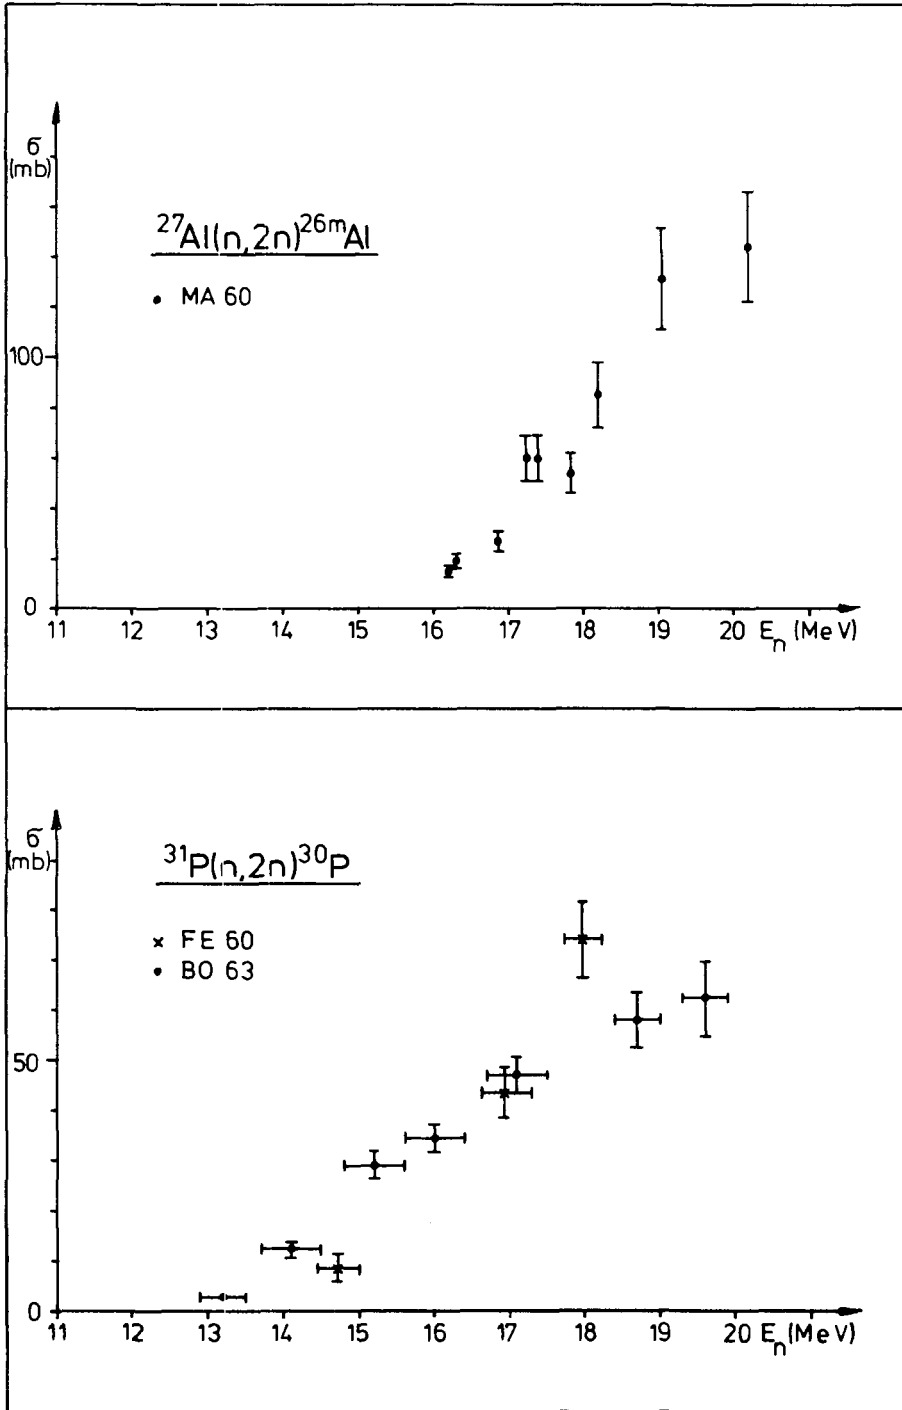 σ
(mb)
²⁷Al(n,2n)²⁶ᵐAl
• MA 60
100
0
11 12 13 14 15 16 17 18 19 20 Eₙ (MeV)
σ
(mb)
³¹P(n,2n)³⁰P
× FE 60
• BO 63
50
0
11 12 13 14 15 16 17 18 19 20 Eₙ (MeV)